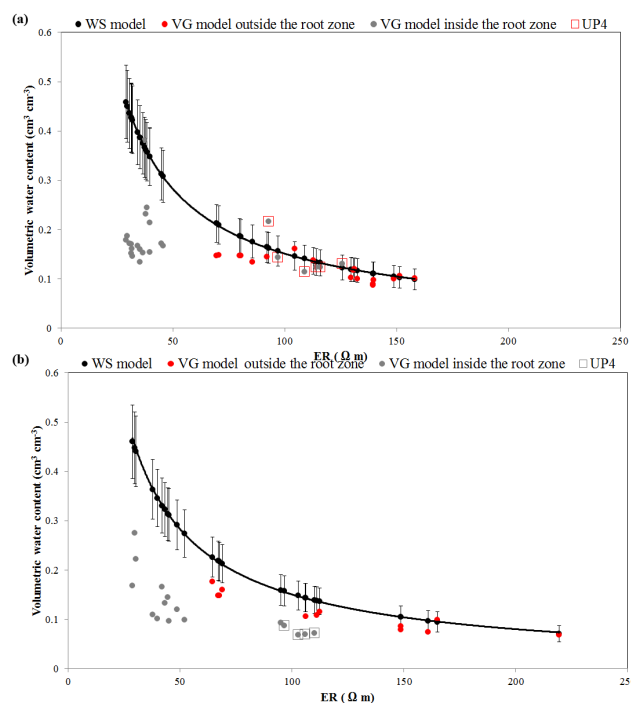 (a)
WS model VG model outside the root zone VG model inside the root zone UP4
0.6
0.5
0.4
0.3
0.2
0.1
0
Volumetric water content (cm³ cm⁻³)
0 50 100 150 200 250
ER ( Ω m)
(b)
WS model VG model outside the root zone VG model inside the root zone UP4
0.6
0.5
0.4
0.3
0.2
0.1
0
Volumetric water content (cm³ cm⁻³)
0 50 100 150 200 250
ER ( Ω m)